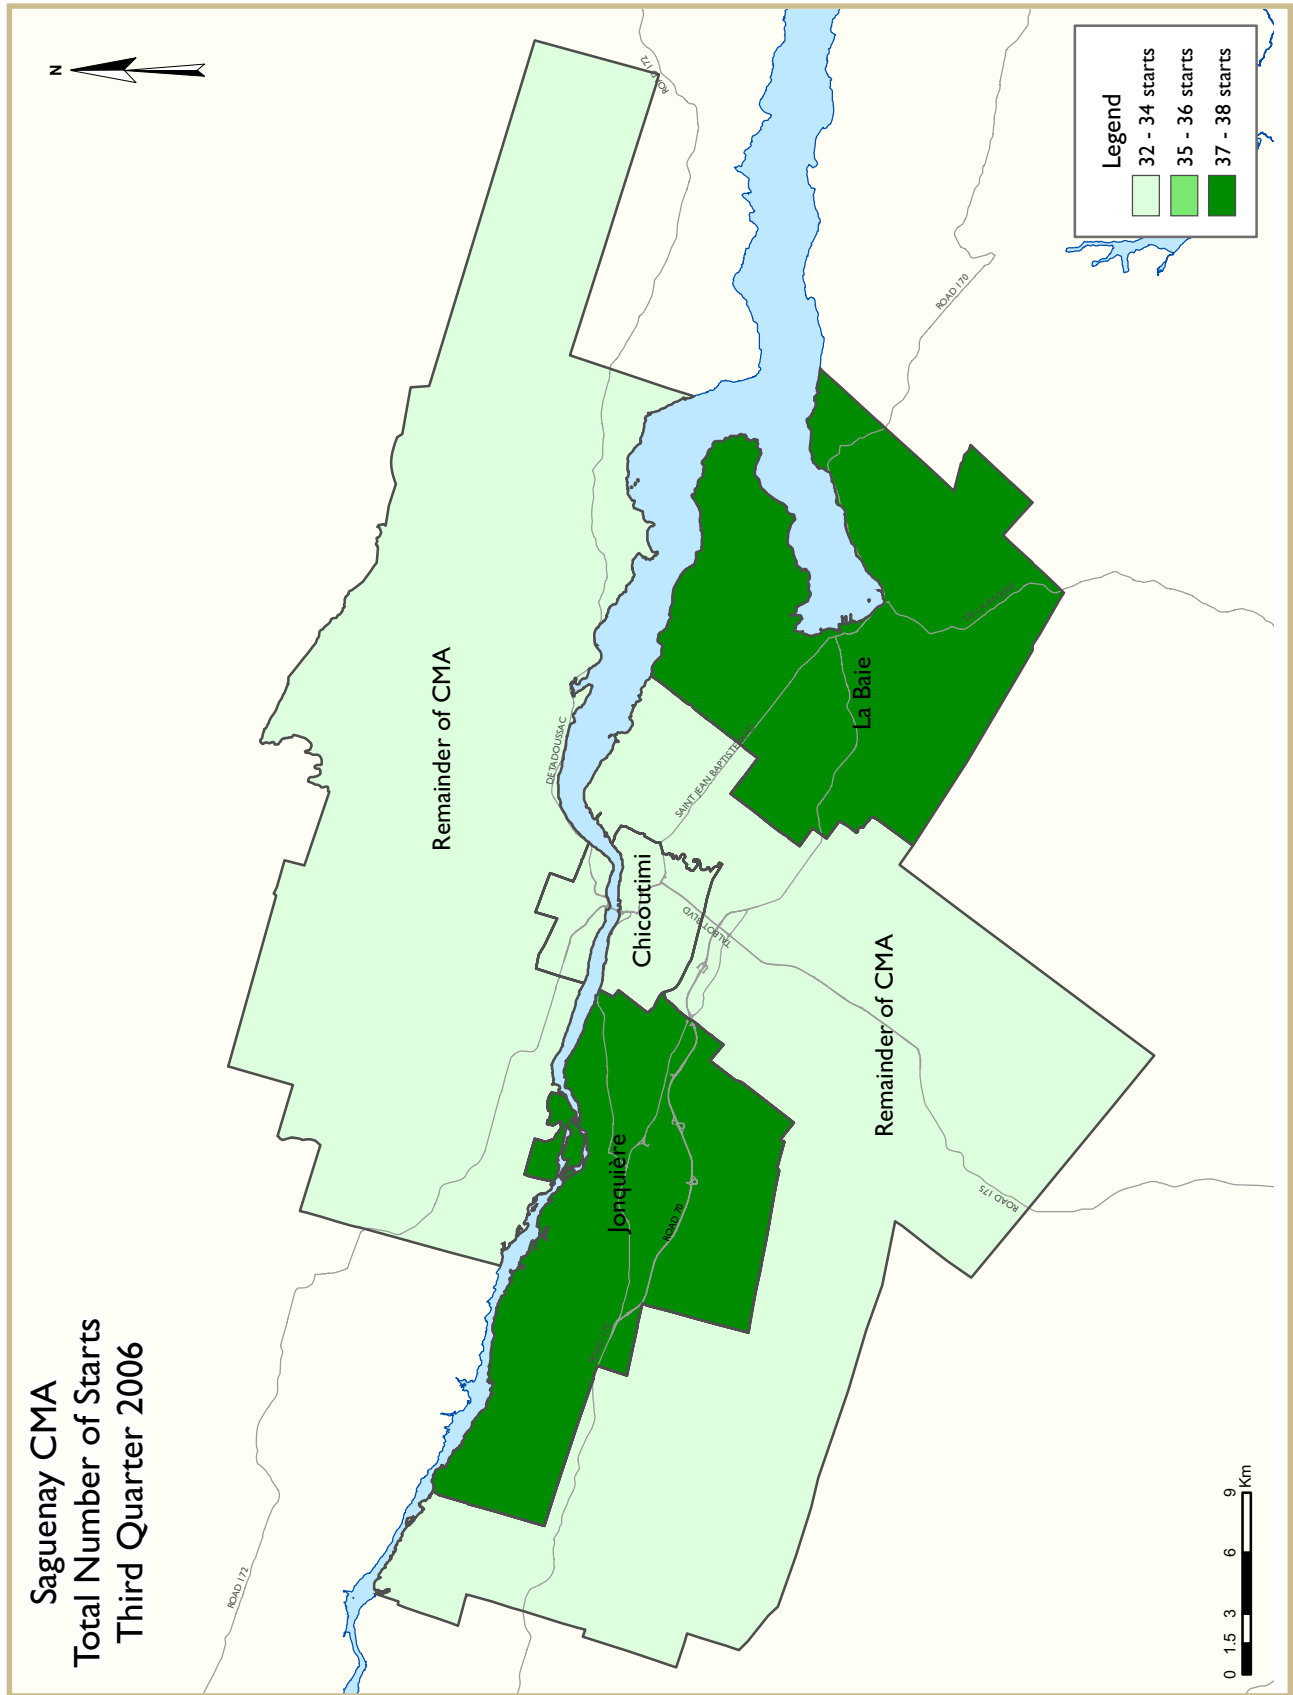 Saguenay CMA
Total Number of Starts
Third Quarter 2006
N
ROAD 172
ROAD 172
Remainder of CMA
DETADOUSSAC
SAINT JEAN BAPTISTE
Chicoutimi
TALBOT BLVD
La Baie
ROAD 170
Jonquière
ROAD 70
Remainder of CMA
ROAD 175
Legend
32 - 34 starts
35 - 36 starts
37 - 38 starts
0 1.5 3 6 9
Km